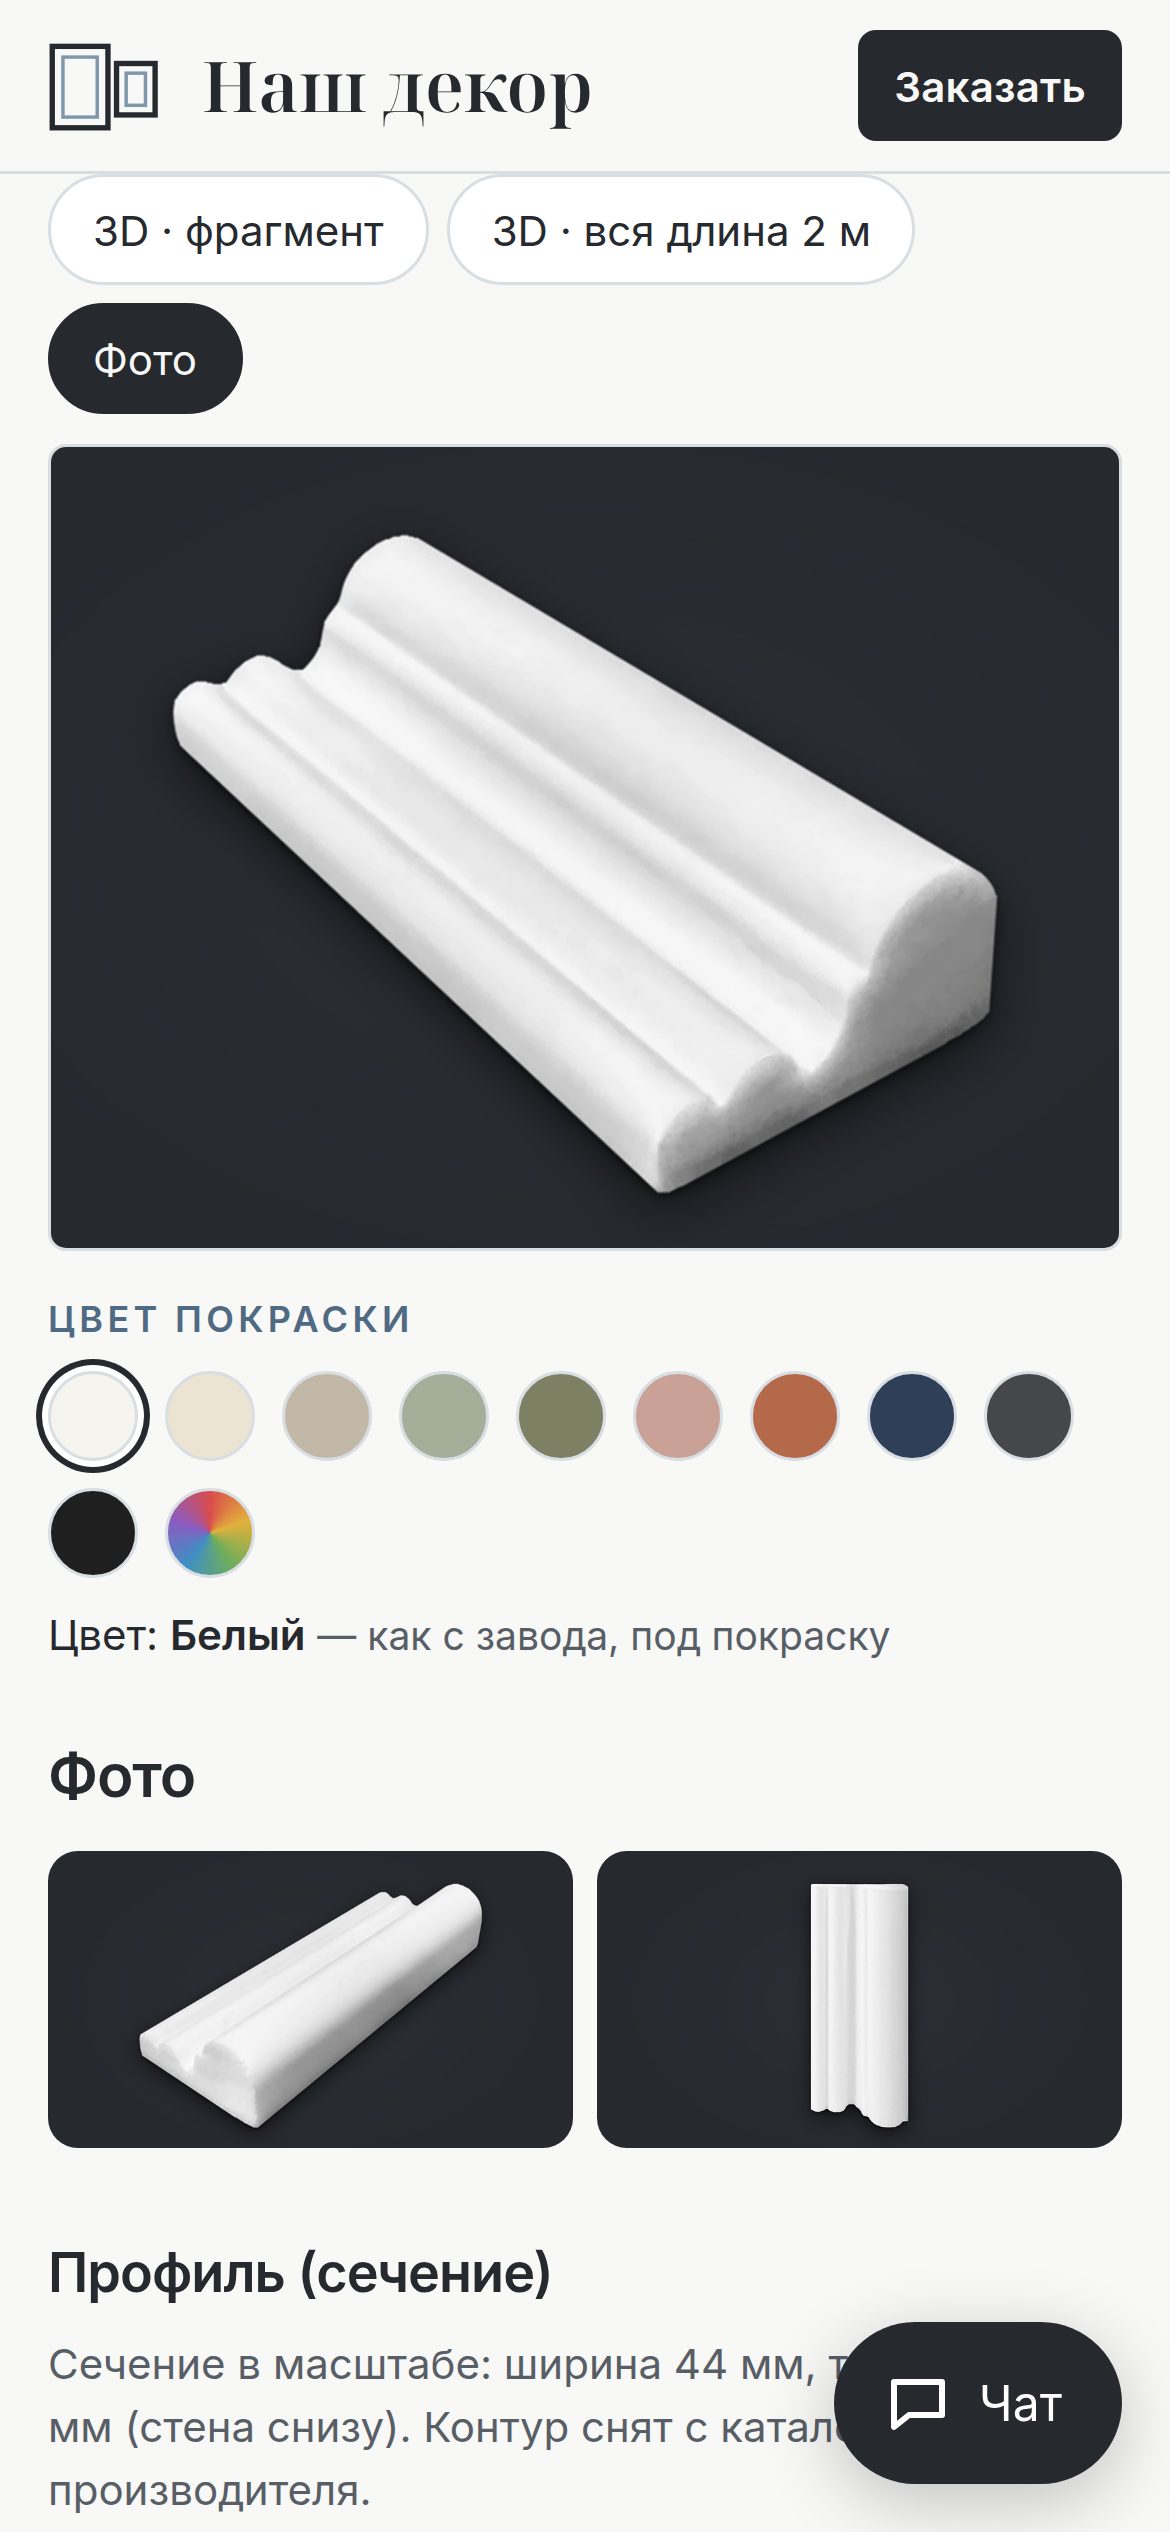 Наш декор
Заказать
3D · фрагмент
3D · вся длина 2 м
Фото
ЦВЕТ ПОКРАСКИ
Цвет: Белый — как с завода, под покраску
Фото
Профиль (сечение)
Сечение в масштабе: ширина 44 мм,
мм (стена снизу). Контур снят с
производителя.
Чат